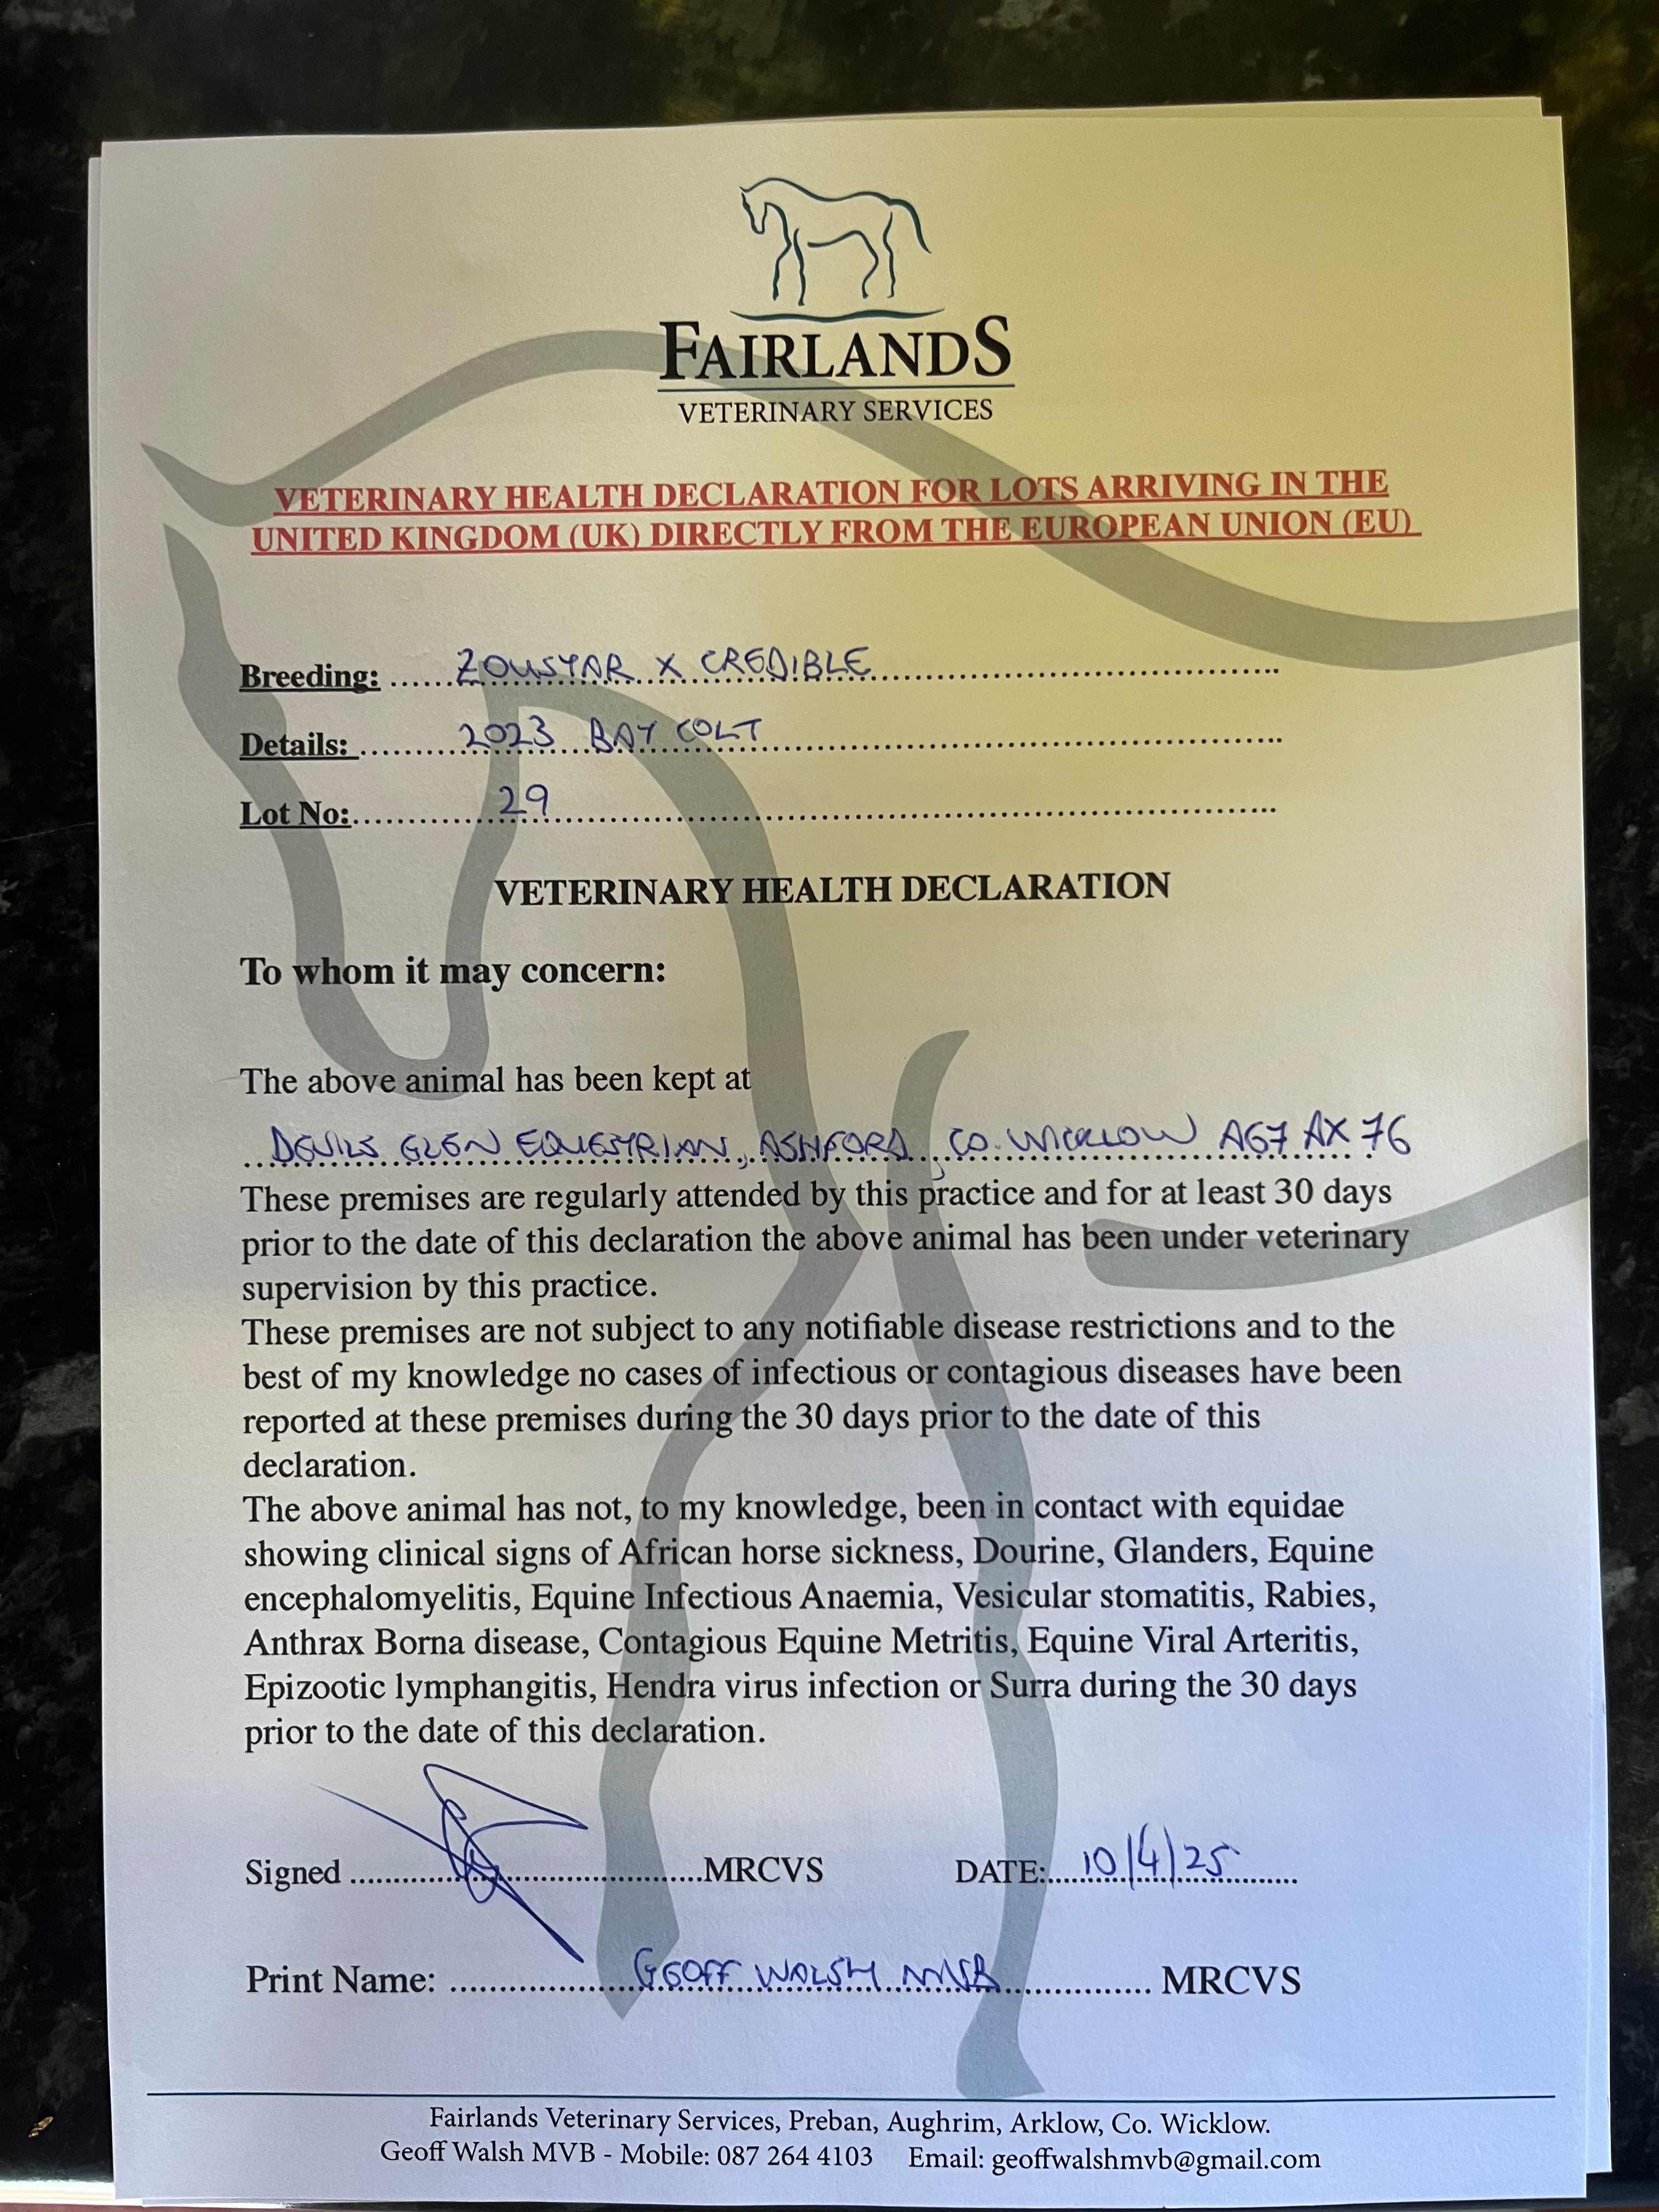 FAIRLANDS
VETERINARY SERVICES
VETERINARY HEALTH DECLARATION FOR LOTS ARRIVING IN THE
UNITED KINGDOM (UK) DIRECTLY FROM THE EUROPEAN UNION (EU)
Breeding: ...... ZOUSTAR X CREDIBLE ......
Details: ...... 2023 BAY COLT ......
Lot No: ...... 29 ......
VETERINARY HEALTH DECLARATION
To whom it may concern:
The above animal has been kept at
DEVILS GLEN EQUESTRIAN, ASHFORD, CO. WICKLOW A67 AX76
These premises are regularly attended by this practice and for at least 30 days
prior to the date of this declaration the above animal has been under veterinary
supervision by this practice.
These premises are not subject to any notifiable disease restrictions and to the
best of my knowledge no cases of infectious or contagious diseases have been
reported at these premises during the 30 days prior to the date of this
declaration.
The above animal has not, to my knowledge, been in contact with equidae
showing clinical signs of African horse sickness, Dourine, Glanders, Equine
encephalomyelitis, Equine Infectious Anaemia, Vesicular stomatitis, Rabies,
Anthrax Borna disease, Contagious Equine Metritis, Equine Viral Arteritis,
Epizootic lymphangitis, Hendra virus infection or Surra during the 30 days
prior to the date of this declaration.
Signed ...... MRCVS DATE: ...... 10/4/25 ......
Print Name: ...... GEOFF WALSH MVB ...... MRCVS
Fairlands Veterinary Services, Preban, Aughrim, Arklow, Co. Wicklow.
Geoff Walsh MVB - Mobile: 087 264 4103 Email: geoffwalshmvb@gmail.com